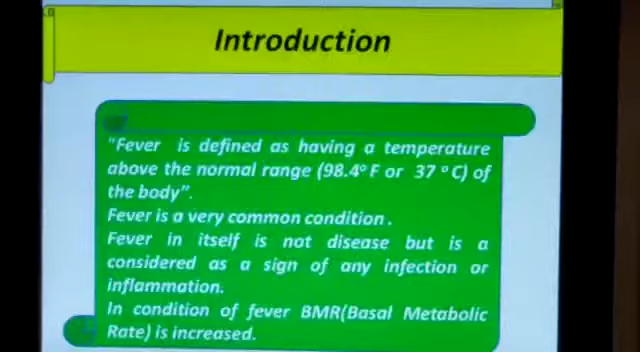 Introduction
"Fever is defined as having a temperature
above the normal range (98.4° F or 37 °C) of
the body".
Fever is a very common condition.
Fever in itself is not disease but is a
considered as a sign of any infection or
inflammation.
In condition of fever BMR(Basal Metabolic
Rate) is increased.